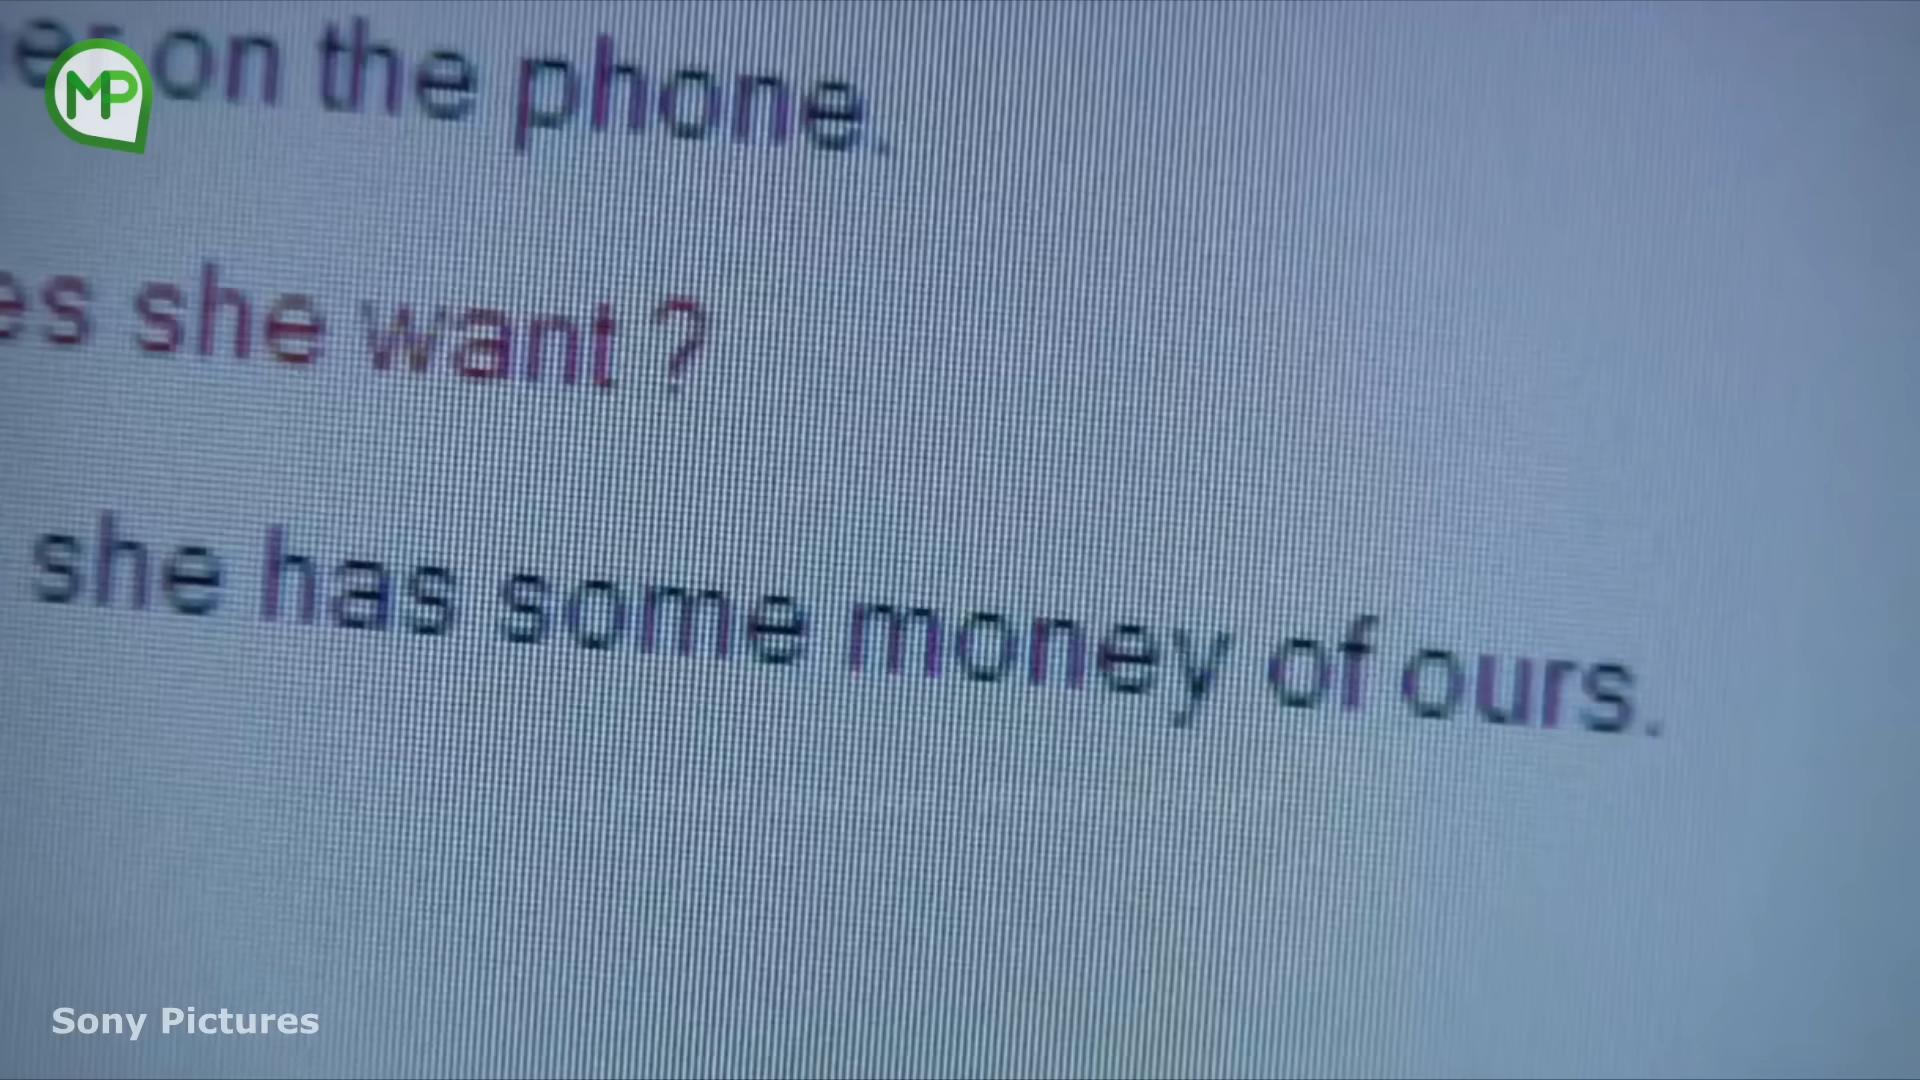 on the phone.
MP
she want ?
she has some money of ours.
Sony Pictures